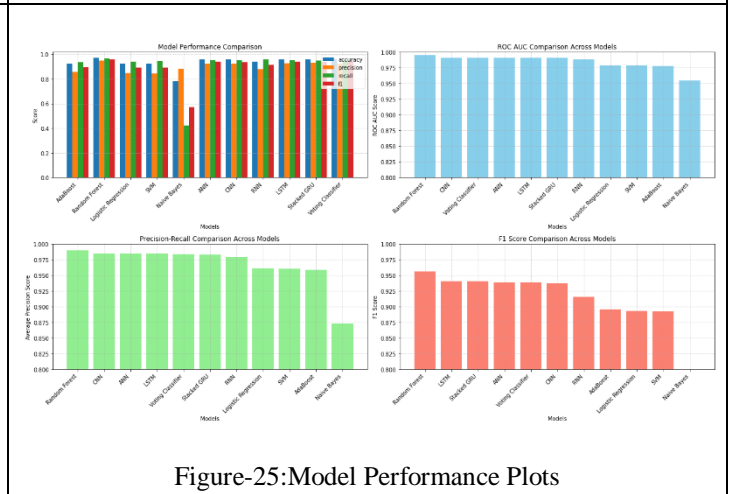 Model Performance Comparison
Score
1.0
0.8
0.6
0.4
0.2
0.0
accuracy
precision
recall
f1
AdaBoost
Random Forest
Logistic Regression
SVM
Naive Bayes
ANN
CNN
RNN
LSTM
Stacked GRU
Voting Classifier
Models
ROC AUC Comparison Across Models
ROC AUC Score
1.000
0.975
0.950
0.925
0.900
0.875
0.850
0.825
0.800
Random Forest
CNN
Voting Classifier
ANN
LSTM
Stacked GRU
RNN
Logistic Regression
SVM
AdaBoost
Naive Bayes
Models
Precision-Recall Comparison Across Models
Average Precision Score
1.000
0.975
0.950
0.925
0.900
0.875
0.850
0.825
0.800
Random Forest
CNN
ANN
LSTM
Voting Classifier
Stacked GRU
RNN
Logistic Regression
SVM
AdaBoost
Naive Bayes
Models
F1 Score Comparison Across Models
F1 Score
1.000
0.975
0.950
0.925
0.900
0.875
0.850
0.825
0.800
Random Forest
LSTM
Stacked GRU
ANN
Voting Classifier
CNN
RNN
AdaBoost
Logistic Regression
SVM
Naive Bayes
Models
Figure-25:Model Performance Plots